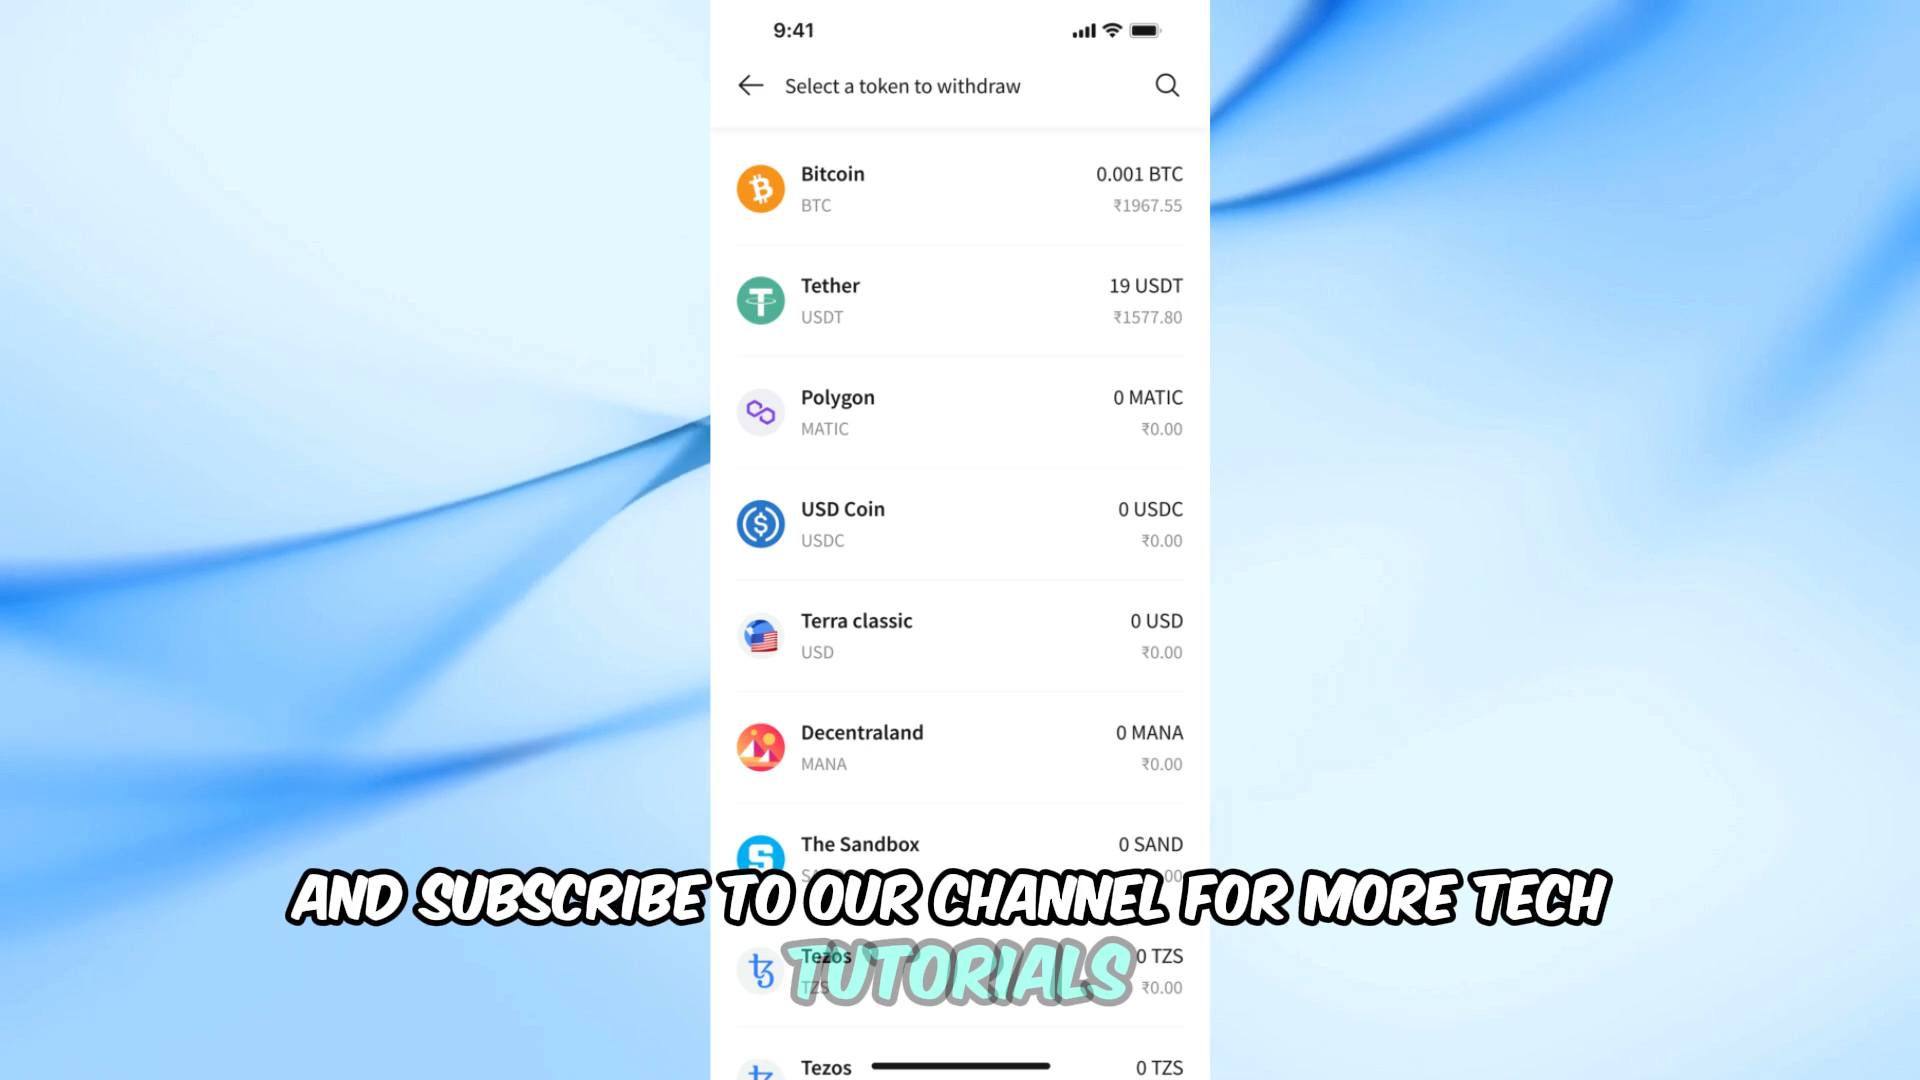 9:41
Select a token to withdraw
Bitcoin 0.001 BTC
BTC ₹1967.55
Tether 19 USDT
USDT ₹1577.80
Polygon 0 MATIC
MATIC ₹0.00
USD Coin 0 USDC
USDC ₹0.00
Terra classic 0 USD
USD ₹0.00
Decentraland 0 MANA
MANA ₹0.00
The Sandbox 0 SAND
AND SUBSCRIBE TO OUR CHANNEL FOR MORE TECH
TUTORIALS
Tezos 0 TZS
TZS ₹0.00
Tezos 0 TZS